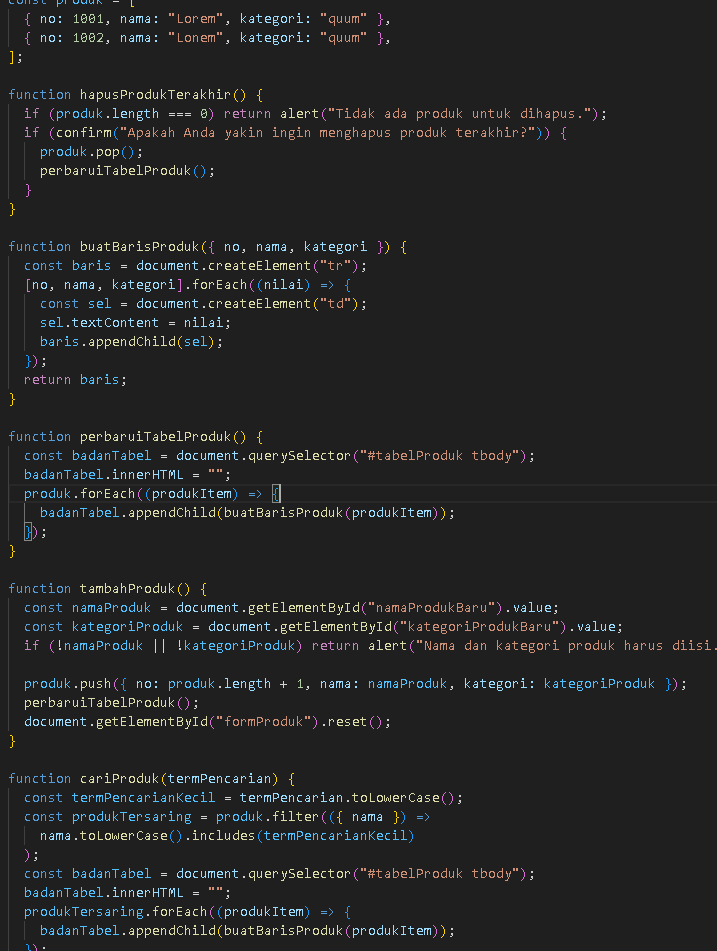 const produk = [
  { no: 1001, nama: "Lorem", kategori: "quum" },
  { no: 1002, nama: "Lonem", kategori: "quum" },
];

function hapusProdukTerakhir() {
  if (produk.length === 0) return alert("Tidak ada produk untuk dihapus.");
  if (confirm("Apakah Anda yakin ingin menghapus produk terakhir?")) {
    produk.pop();
    perbaruiTabelProduk();
  }
}

function buatBarisProduk({ no, nama, kategori }) {
  const baris = document.createElement("tr");
  [no, nama, kategori].forEach((nilai) => {
    const sel = document.createElement("td");
    sel.textContent = nilai;
    baris.appendChild(sel);
  });
  return baris;
}

function perbaruiTabelProduk() {
  const badanTabel = document.querySelector("#tabelProduk tbody");
  badanTabel.innerHTML = "";
  produk.forEach((produkItem) => {
    badanTabel.appendChild(buatBarisProduk(produkItem));
  });
}

function tambahProduk() {
  const namaProduk = document.getElementById("namaProdukBaru").value;
  const kategoriProduk = document.getElementById("kategoriProdukBaru").value;
  if (!namaProduk || !kategoriProduk) return alert("Nama dan kategori produk harus diisi.

  produk.push({ no: produk.length + 1, nama: namaProduk, kategori: kategoriProduk });
  perbaruiTabelProduk();
  document.getElementById("formProduk").reset();
}

function cariProduk(termPencarian) {
  const termPencarianKecil = termPencarian.toLowerCase();
  const produkTersaring = produk.filter(({ nama }) =>
    nama.toLowerCase().includes(termPencarianKecil)
  );
  const badanTabel = document.querySelector("#tabelProduk tbody");
  badanTabel.innerHTML = "";
  produkTersaring.forEach((produkItem) => {
    badanTabel.appendChild(buatBarisProduk(produkItem));
  });